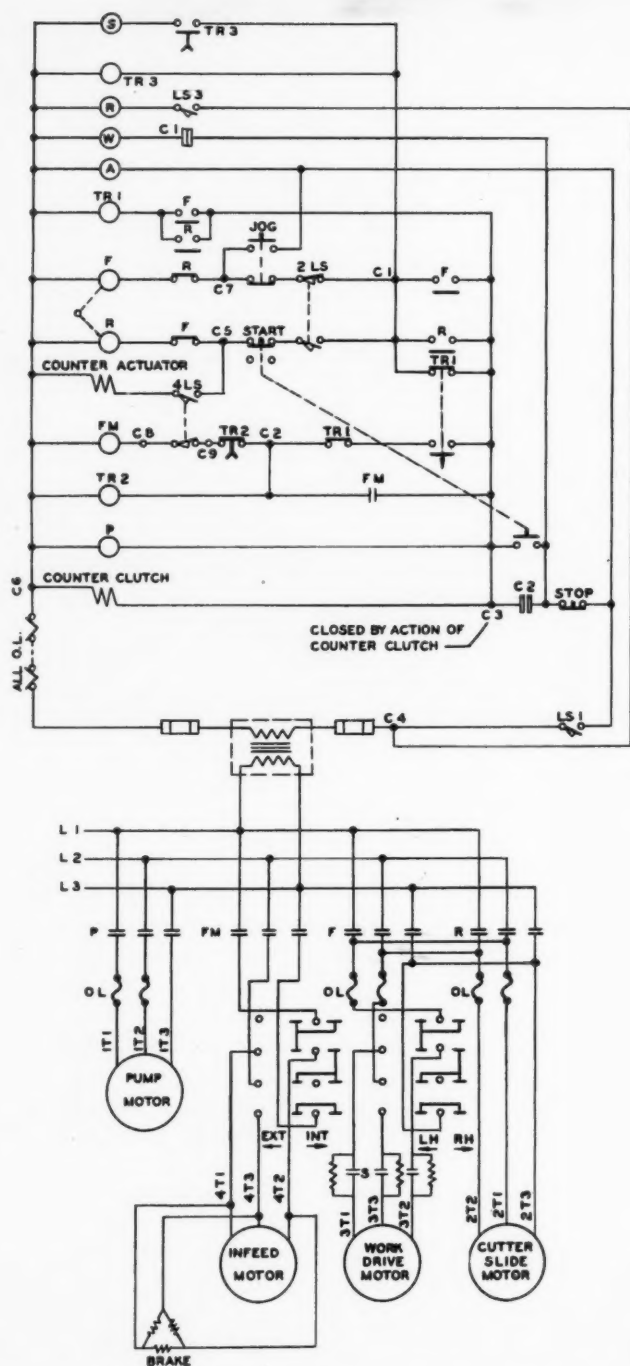 S
TR3
TR3
R
LS3
W
C1
A
TR1
F
R
JOG
F
R
C7
2 LS
C1
F
R
F
C5
START
R
COUNTER ACTUATOR
4LS
TR1
FM
C8
C9
TR2
C2
TR1
TR2
FM
P
COUNTER CLUTCH
C6
C3
C2
STOP
CLOSED BY ACTION OF
COUNTER CLUTCH
ALL O.L.
C4
LS1
L1
L2
L3
P
FM
F
R
OL
OL
OL
1T1
1T2
1T3
PUMP
MOTOR
EXT
INT
LH
RH
4T1
4T3
4T2
S
3T1
3T3
3T2
2T2
2T1
2T3
INFEED
MOTOR
WORK
DRIVE
MOTOR
CUTTER
SLIDE
MOTOR
BRAKE